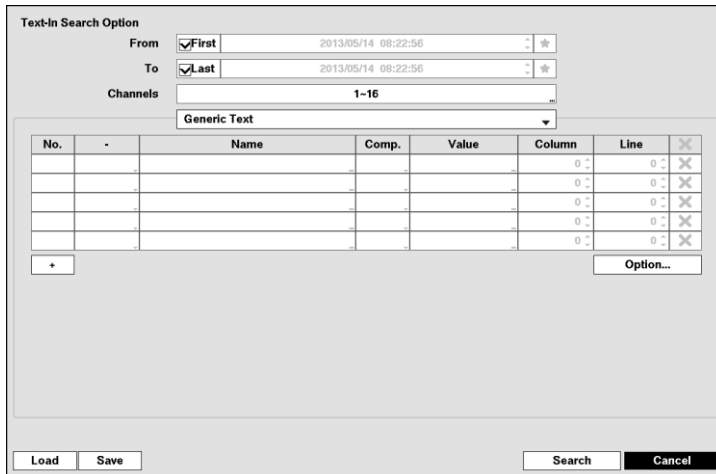 Text-In Search Option
From First 2013/05/14 08:22:56
To Last 2013/05/14 08:22:56
Channels 1~16 ...
Generic Text
No. - Name Comp. Value Column Line
0 0
0 0
0 0
0 0
0 0
+ Option...
Load Save Search Cancel